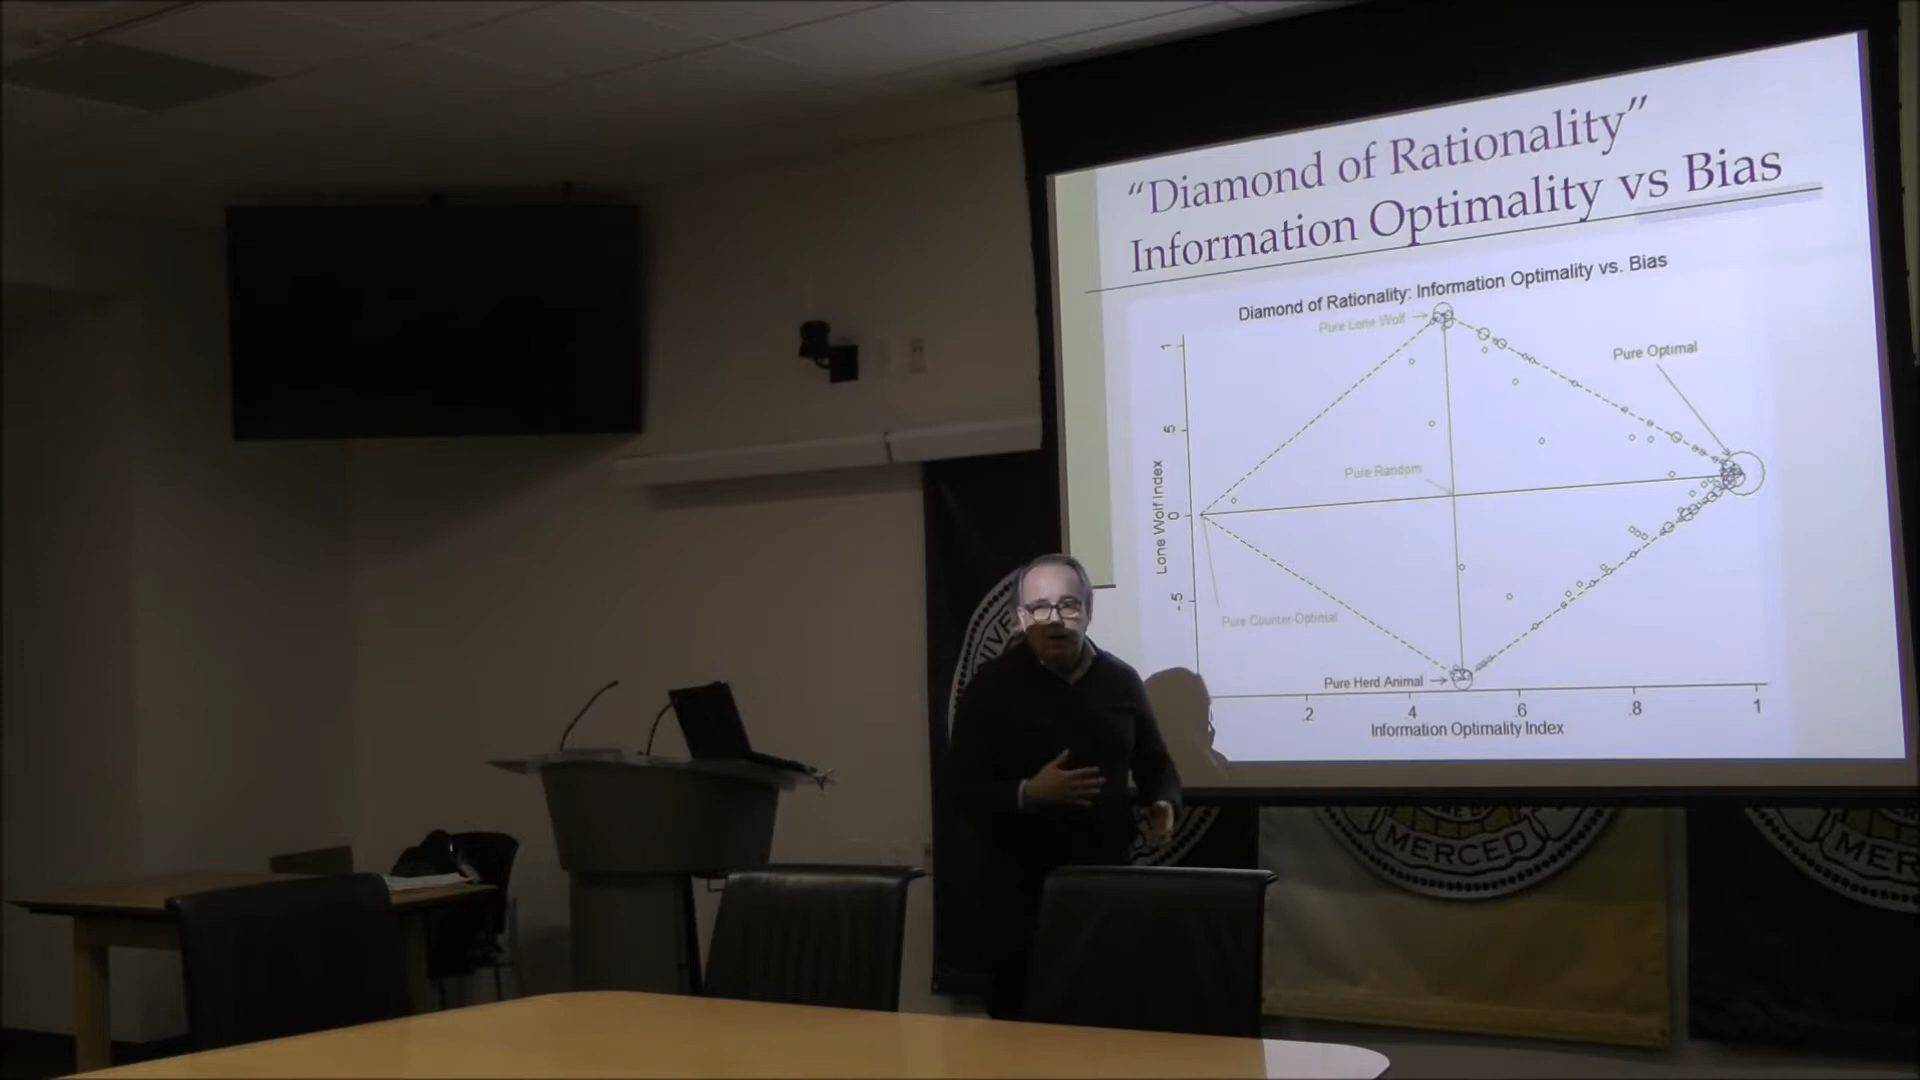 “Diamond of Rationality”
Information Optimality vs Bias
Diamond of Rationality: Information Optimality vs. Bias
Pure Lone Wolf
Pure Optimal
Pure Random
Pure Counter-Optimal
Pure Herd Animal
Lone Wolf Index
1
.5
0
-.5
.2
.4
.6
.8
1
Information Optimality Index
MERCED
MER